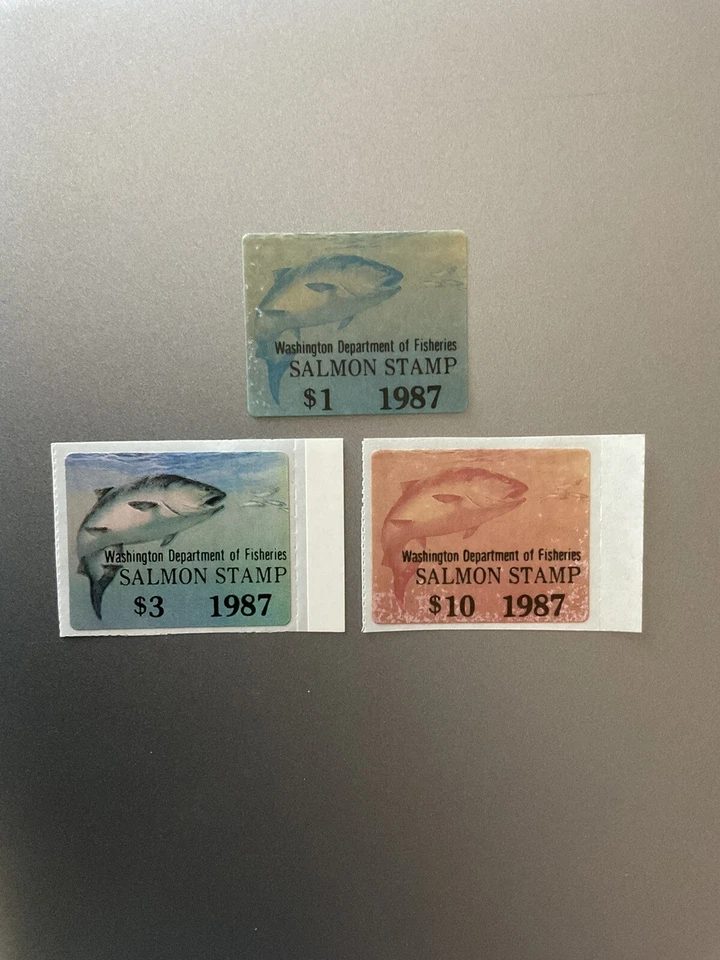 Washington Department of Fisheries
SALMON STAMP
$1 1987
Washington Department of Fisheries
SALMON STAMP
$3 1987
Washington Department of Fisheries
SALMON STAMP
$10 1987